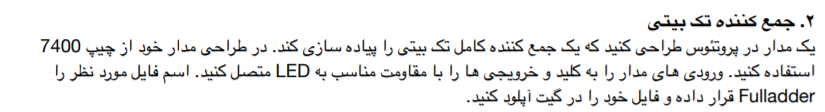 ۲. جمع کننده تک بیتی
یک مدار در پروتئوس طراحی کنید که یک جمع کننده کامل تک بیتی را پیاده سازی کند. در طراحی مدار خود از چیپ 7400
استفاده کنید. ورودی های مدار را به کلید و خرویجی ها را با مقاومت مناسب به LED متصل کنید. اسم فایل مورد نظر را
Fulladder قرار داده و فایل خود را در گیت آپلود کنید.